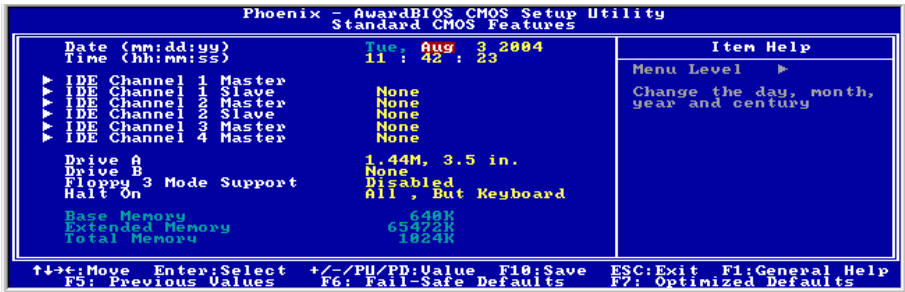 Phoenix - AwardBIOS CMOS Setup Utility
Standard CMOS Features
Date (mm:dd:yy) Tue, Aug 3 2004
Time (hh:mm:ss) 11 : 42 : 23
▶ IDE Channel 1 Master
▶ IDE Channel 1 Slave None
▶ IDE Channel 2 Master None
▶ IDE Channel 2 Slave None
▶ IDE Channel 3 Master None
▶ IDE Channel 4 Master None
Drive A 1.44M, 3.5 in.
Drive B None
Floppy 3 Mode Support Disabled
Halt On All , But Keyboard
Base Memory 640K
Extended Memory 65472K
Total Memory 1024K
Item Help
Menu Level ▶
Change the day, month,
year and century
↑↓→←:Move Enter:Select +/-/PU/PD:Value F10:Save ESC:Exit F1:General Help
F5: Previous Values F6: Fail-Safe Defaults F7: Optimized Defaults